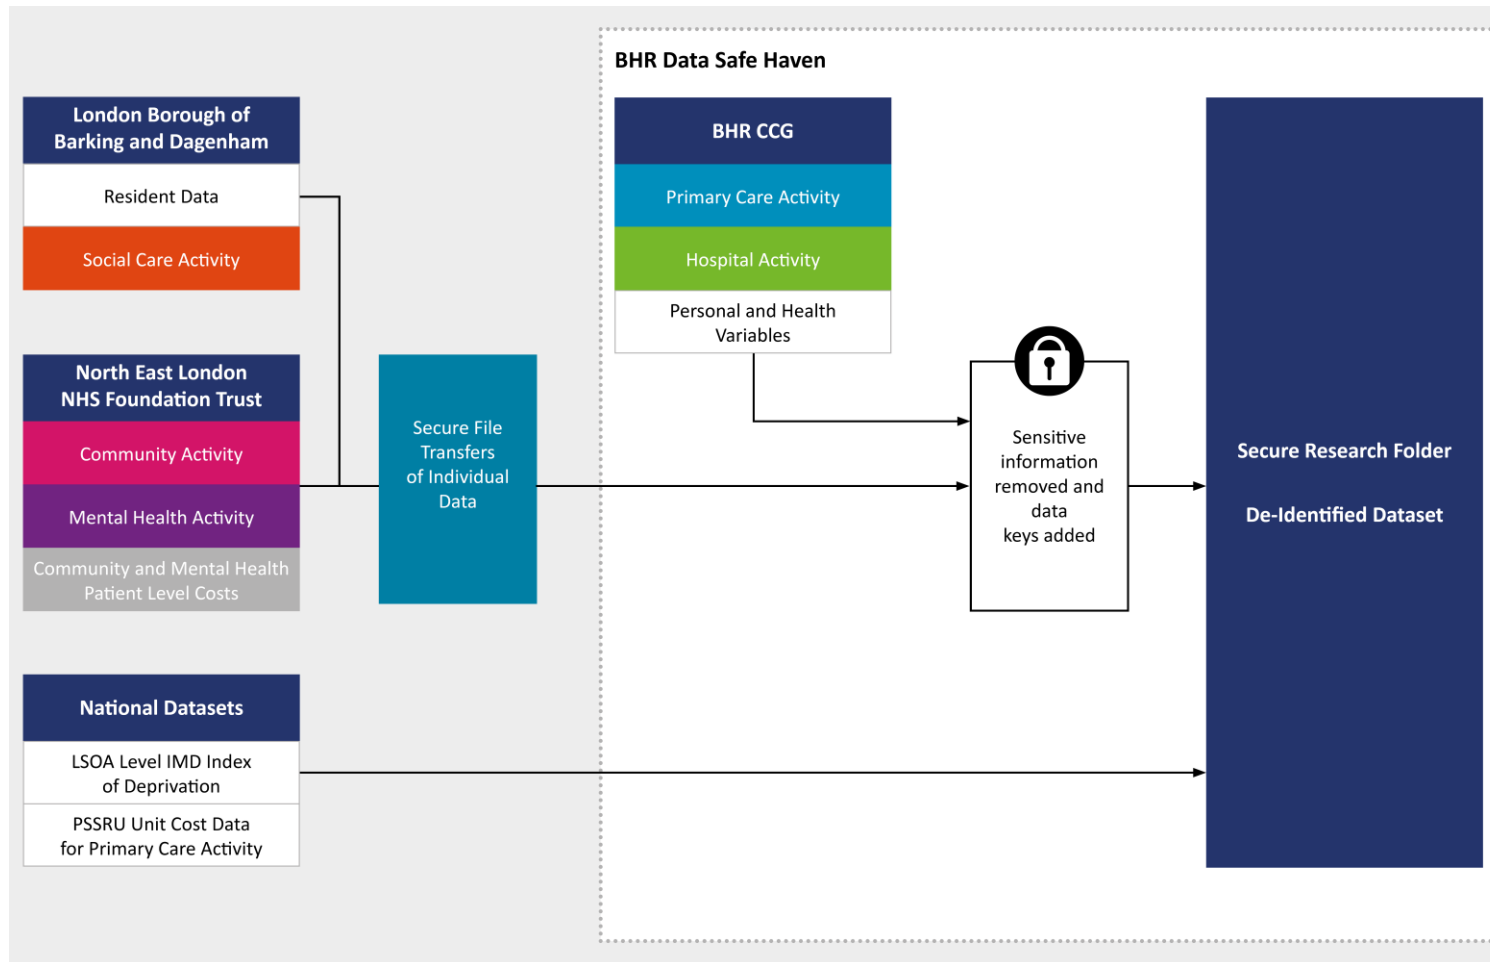 BHR Data Safe Haven
London Borough of
Barking and Dagenham
Resident Data
Social Care Activity
North East London
NHS Foundation Trust
Community Activity
Mental Health Activity
Community and Mental Health
Patient Level Costs
National Datasets
LSOA Level IMD Index
of Deprivation
PSSRU Unit Cost Data
for Primary Care Activity
Secure File
Transfers
of Individual
Data
BHR CCG
Primary Care Activity
Hospital Activity
Personal and Health
Variables
Sensitive
information
removed and
data
keys added
Secure Research Folder
De-Identified Dataset